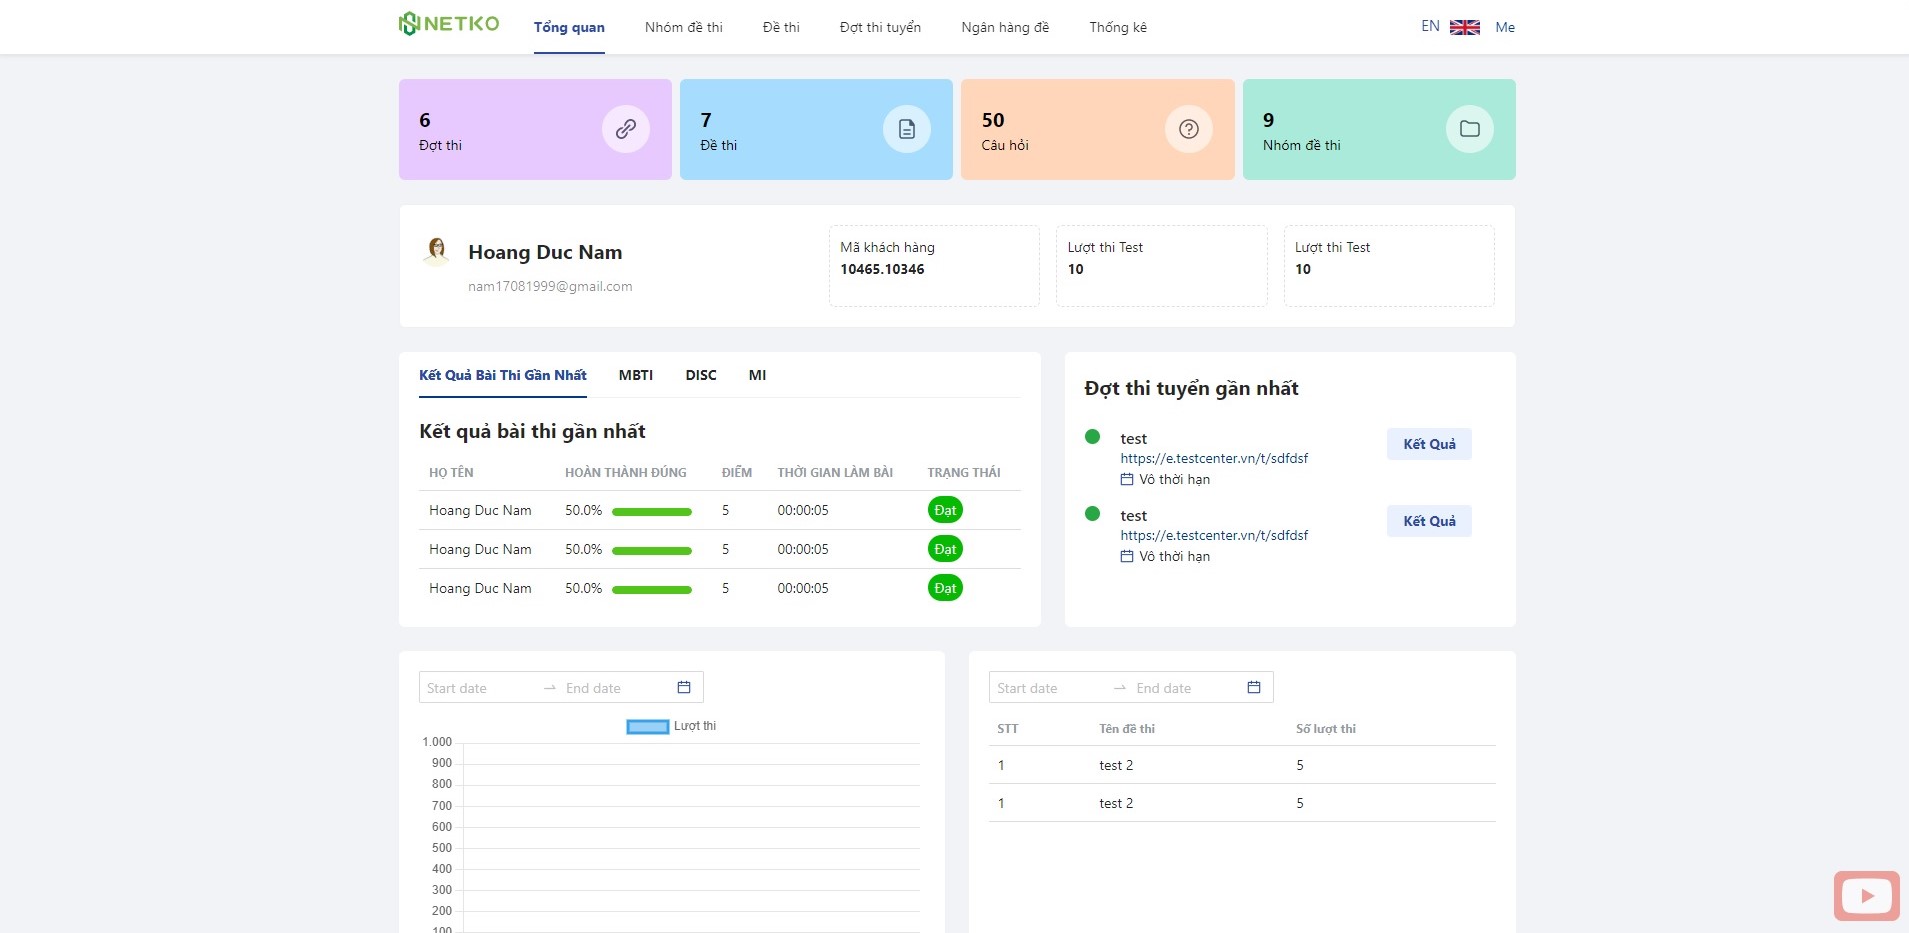 NETKO
Tổng quan Nhóm đề thi Đề thi Đợt thi tuyển Ngân hàng đề Thống kê EN Me
6
Đợt thi
7
Đề thi
50
Câu hỏi
9
Nhóm đề thi
Hoang Duc Nam
nam17081999@gmail.com
Mã khách hàng
10465.10346
Lượt thi Test
10
Lượt thi Test
10
Kết Quả Bài Thi Gần Nhất MBTI DISC MI
Kết quả bài thi gần nhất
HỌ TÊN HOÀN THÀNH ĐÚNG ĐIỂM THỜI GIAN LÀM BÀI TRẠNG THÁI
Hoang Duc Nam 50.0% 5 00:00:05 Đạt
Hoang Duc Nam 50.0% 5 00:00:05 Đạt
Hoang Duc Nam 50.0% 5 00:00:05 Đạt
Đợt thi tuyển gần nhất
test
https://e.testcenter.vn/t/sdfdsf
Vô thời hạn
Kết Quả
test
https://e.testcenter.vn/t/sdfdsf
Vô thời hạn
Kết Quả
Start date End date
Lượt thi
1.000
900
800
700
600
500
400
300
200
100
Start date End date
STT Tên đề thi Số lượt thi
1 test 2 5
1 test 2 5